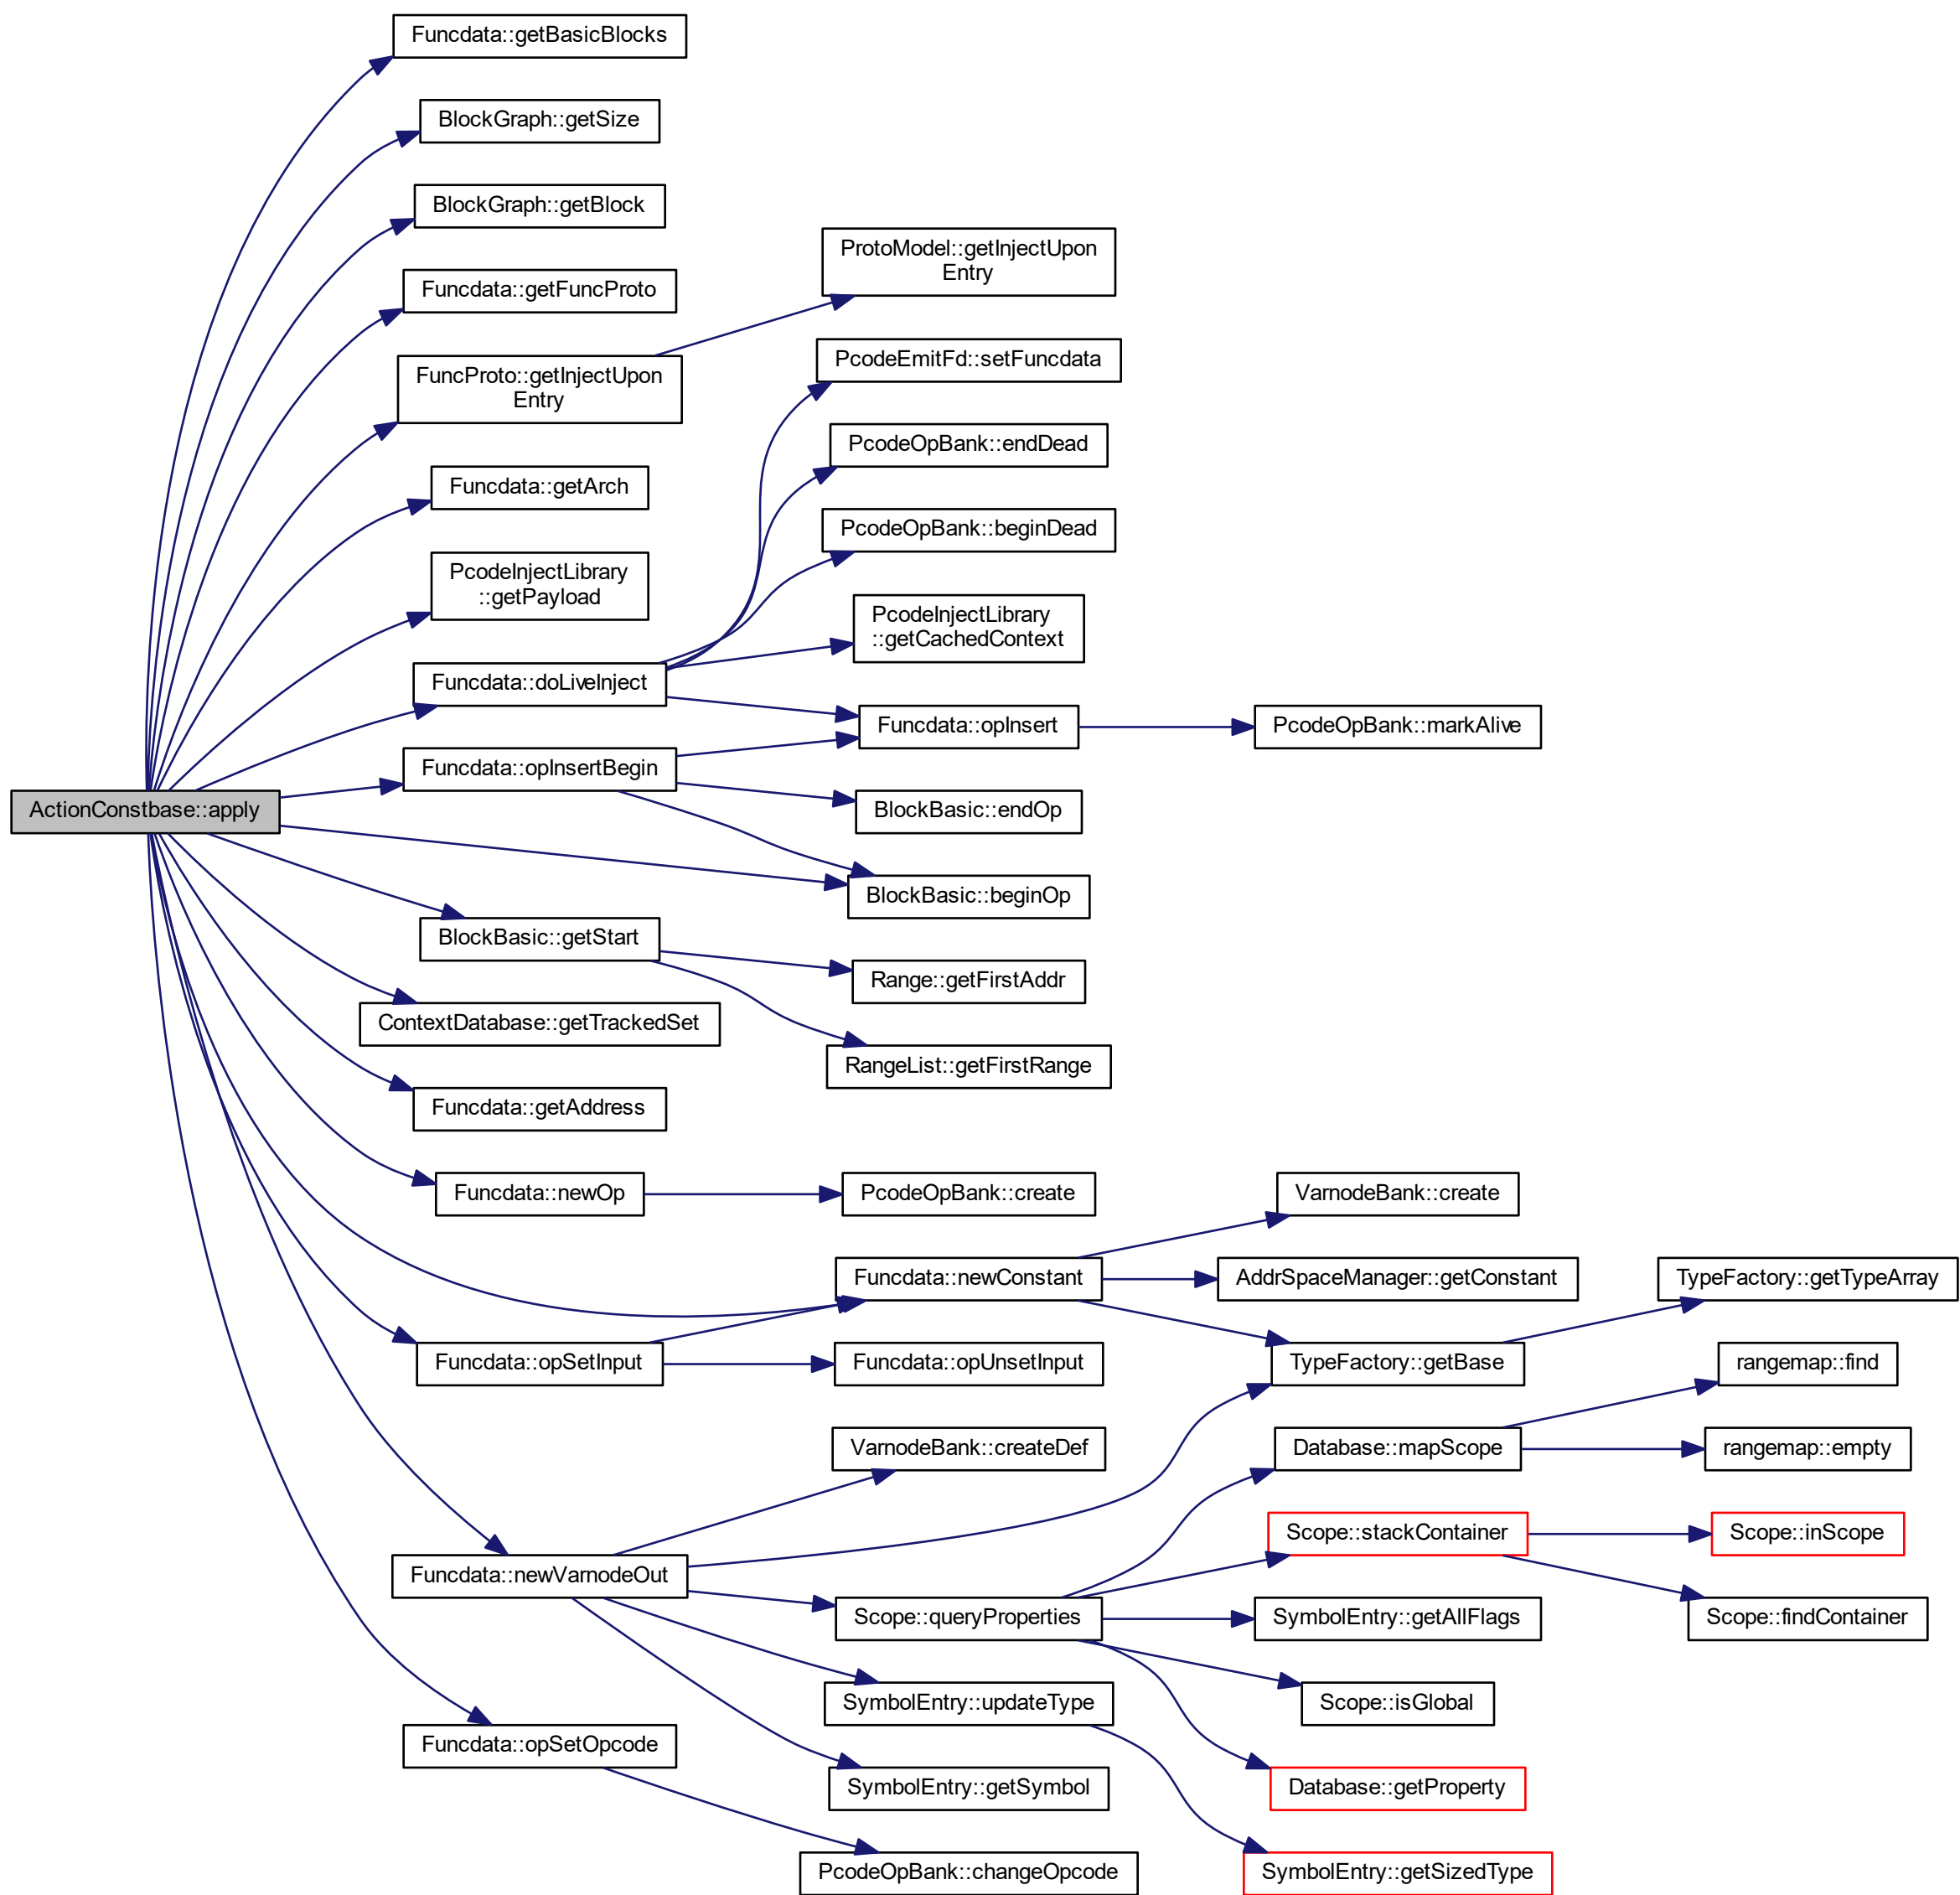 Funcdata::getBasicBlocks
BlockGraph::getSize
BlockGraph::getBlock
ProtoModel::getInjectUpon
Entry
Funcdata::getFuncProto
PcodeEmitFd::setFuncdata
FuncProto::getInjectUpon
Entry
PcodeOpBank::endDead
Funcdata::getArch
PcodeOpBank::beginDead
PcodeInjectLibrary
::getPayload
PcodeInjectLibrary
::getCachedContext
Funcdata::doLiveInject
Funcdata::opInsert
PcodeOpBank::markAlive
Funcdata::opInsertBegin
ActionConstbase::apply
BlockBasic::endOp
BlockBasic::beginOp
BlockBasic::getStart
Range::getFirstAddr
ContextDatabase::getTrackedSet
RangeList::getFirstRange
Funcdata::getAddress
Funcdata::newOp
PcodeOpBank::create
VarnodeBank::create
Funcdata::newConstant
AddrSpaceManager::getConstant
TypeFactory::getTypeArray
Funcdata::opSetInput
Funcdata::opUnsetInput
TypeFactory::getBase
rangemap::find
VarnodeBank::createDef
Database::mapScope
rangemap::empty
Scope::stackContainer
Scope::inScope
Funcdata::newVarnodeOut
Scope::queryProperties
SymbolEntry::getAllFlags
Scope::findContainer
SymbolEntry::updateType
Scope::isGlobal
Funcdata::opSetOpcode
SymbolEntry::getSymbol
Database::getProperty
PcodeOpBank::changeOpcode
SymbolEntry::getSizedType